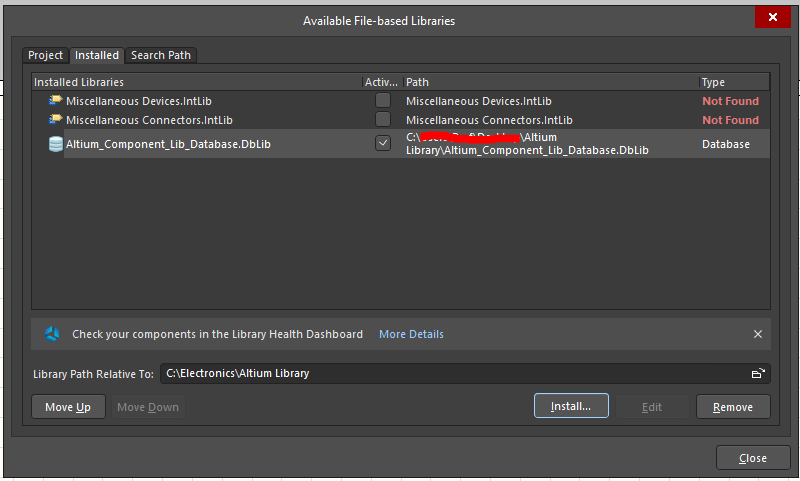 Available File-based Libraries
Project Installed Search Path
Installed Libraries Activ... Path Type
Miscellaneous Devices.IntLib Miscellaneous Devices.IntLib Not Found
Miscellaneous Connectors.IntLib Miscellaneous Connectors.IntLib Not Found
Altium_Component_Lib_Database.DbLib C:\ \Altium Library\Altium_Component_Lib_Database.DbLib Database
Check your components in the Library Health Dashboard More Details
Library Path Relative To: C:\Electronics\Altium Library
Move Up Move Down Install... Edit Remove
Close